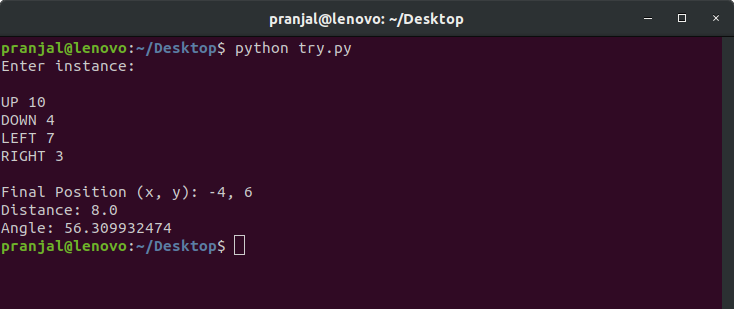 pranjal@lenovo: ~/Desktop
pranjal@lenovo:~/Desktop$ python try.py
Enter instance:
UP 10
DOWN 4
LEFT 7
RIGHT 3
Final Position (x, y): -4, 6
Distance: 8.0
Angle: 56.309932474
pranjal@lenovo:~/Desktop$